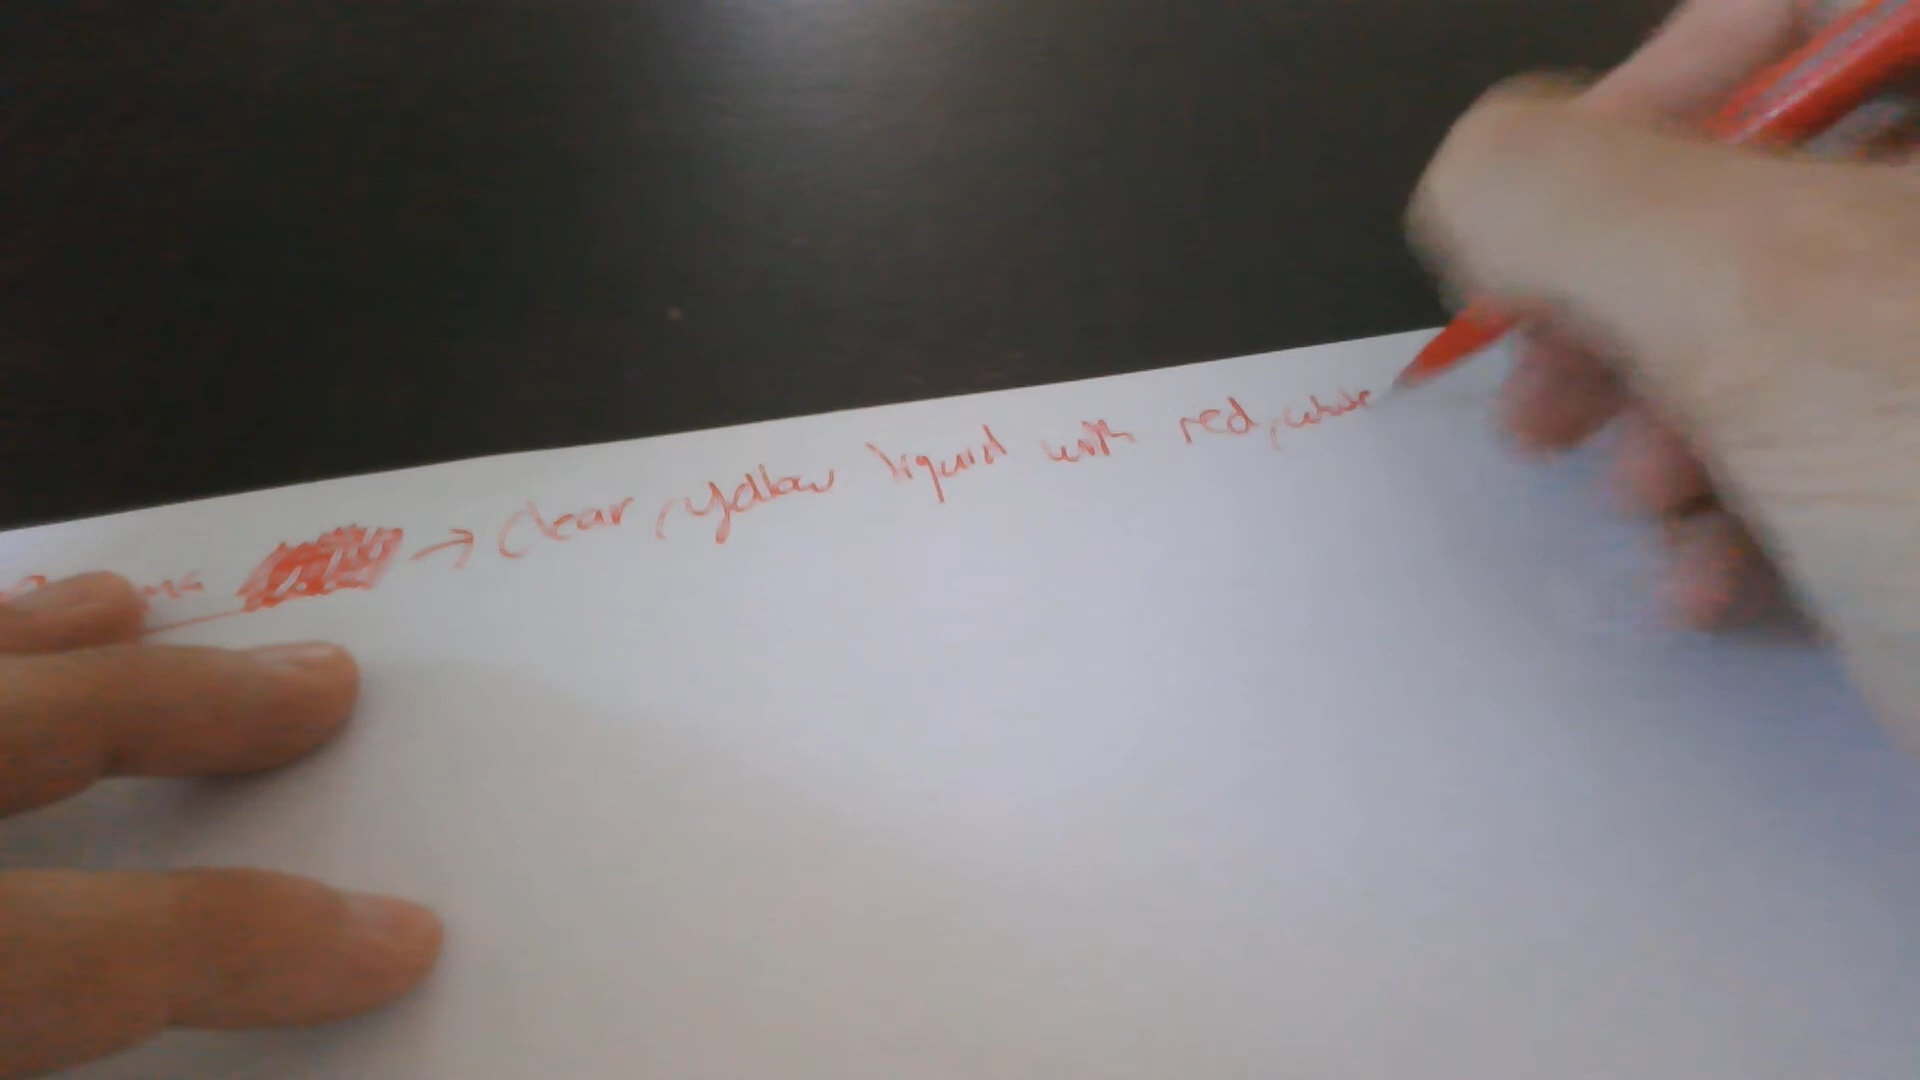 → clear, yellow liquid with red, white